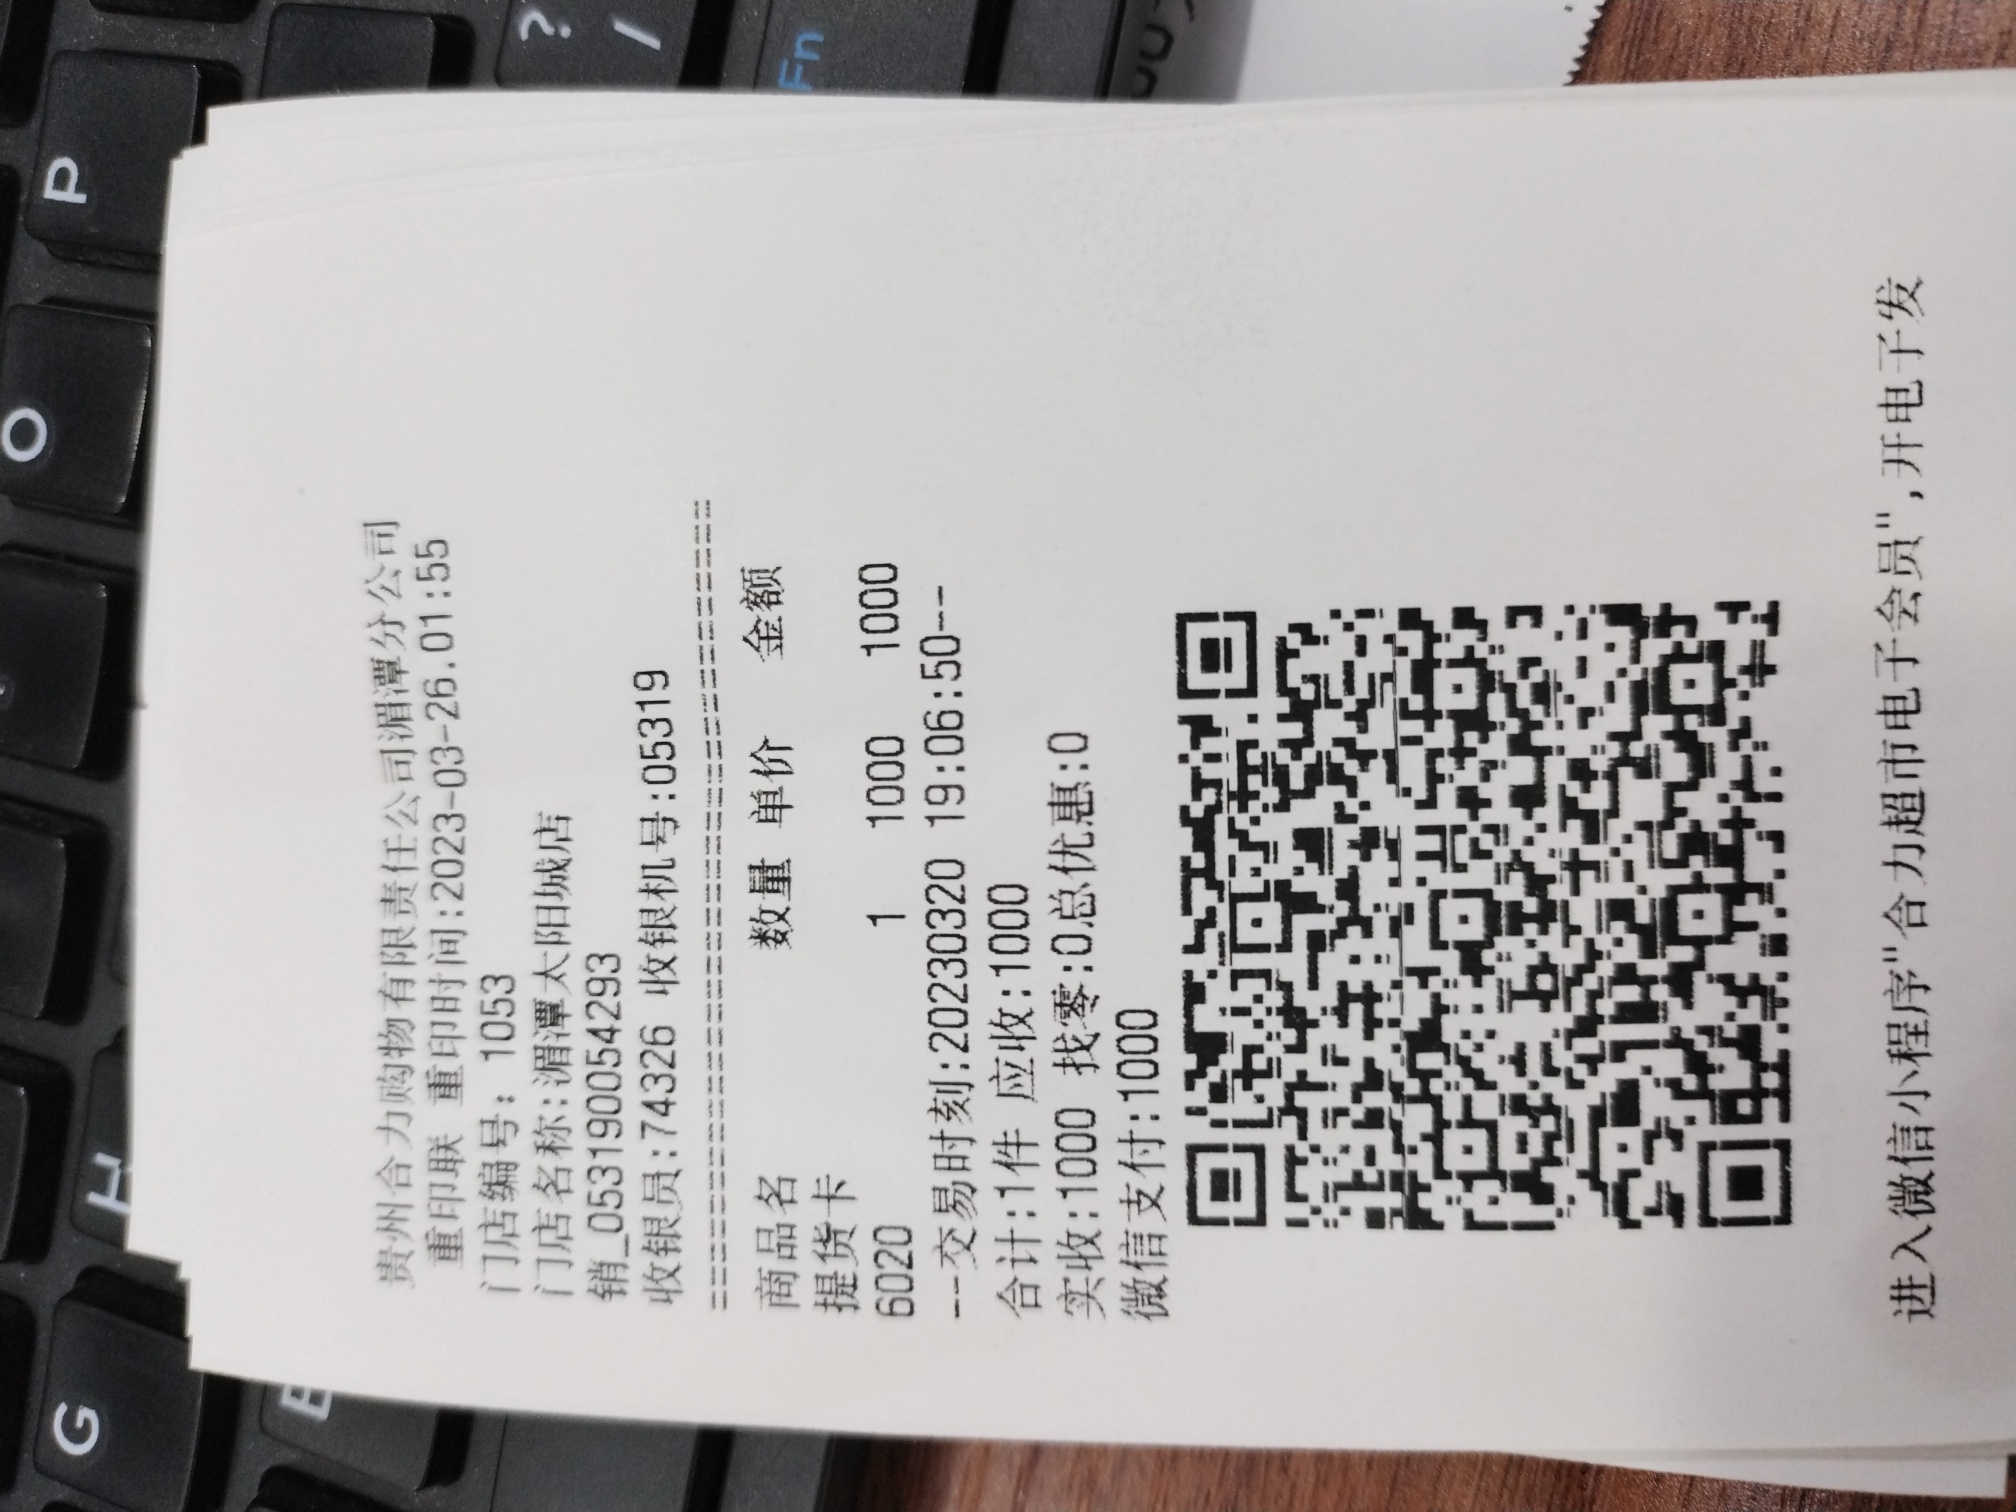 贵州合力购物有限责任公司湄潭分公司
重印联 重印时间:2023-03-26.01:55
门店编号: 1053
门店名称:湄潭太阳城店
销_053190054293
收银员:74326 收银机号:05319
商品名 数量 单价 金额
提货卡
6020 1 1000 1000
--交易时刻:20230320 19:06:50--
合计:1件 应收:1000
实收:1000 找零:0总优惠:0
微信支付:1000
进入微信小程序"合力超市电子会员",开电子发
P
O
G
H
?
/
Fn